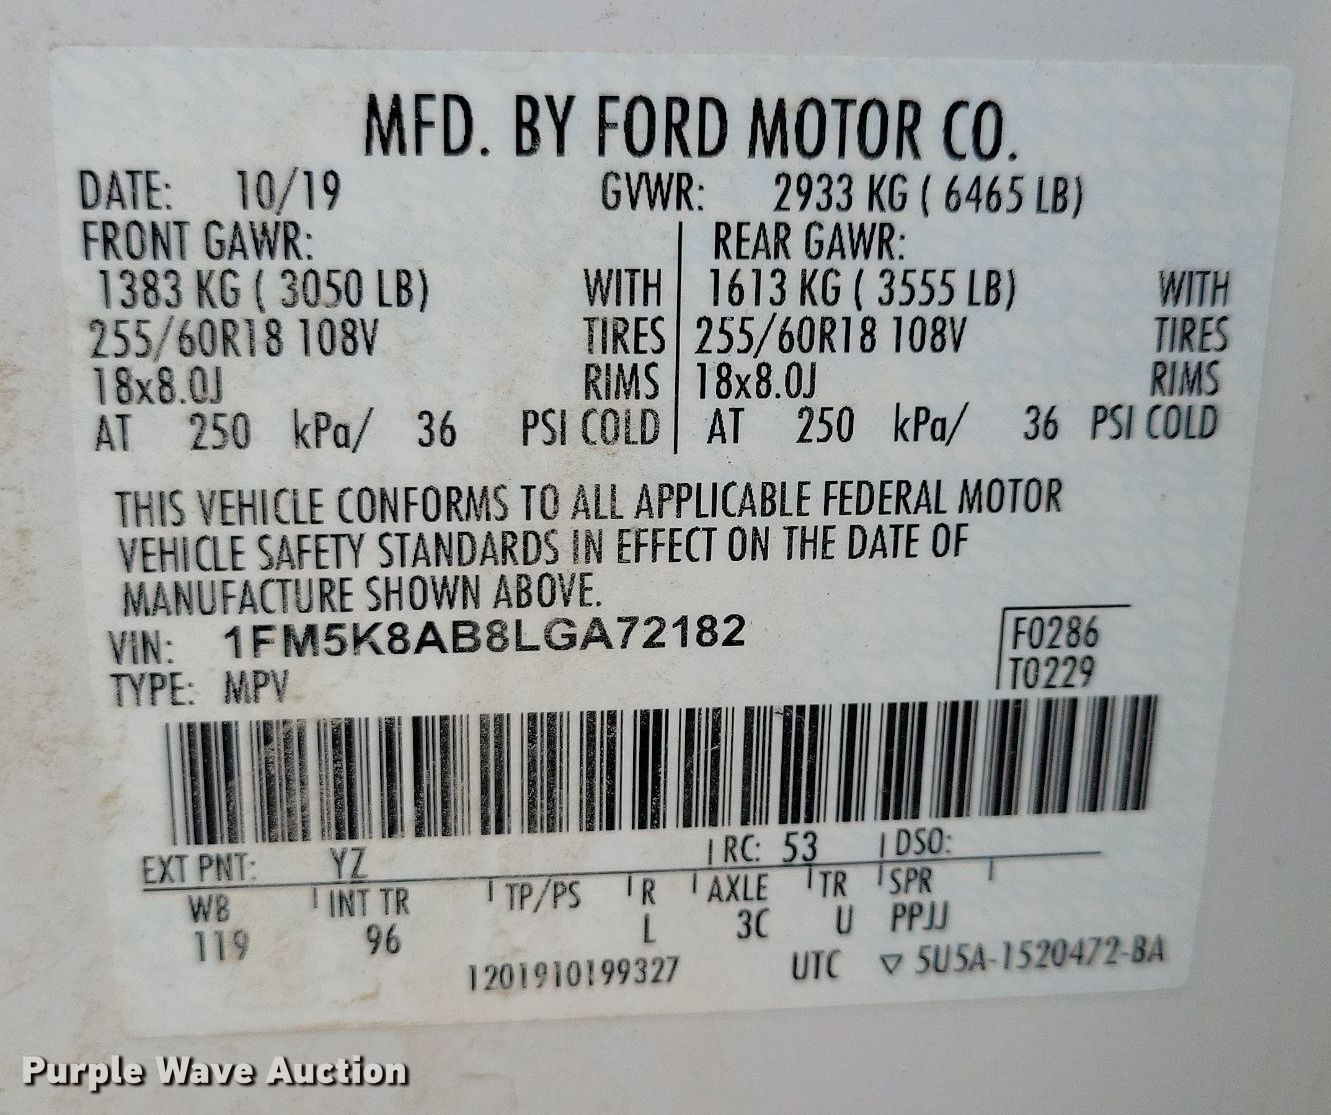 MFD. BY FORD MOTOR CO.
DATE: 10/19 GVWR: 2933 KG ( 6465 LB)
FRONT GAWR: REAR GAWR:
1383 KG ( 3050 LB) WITH 1613 KG ( 3555 LB) WITH
255/60R18 108V TIRES 255/60R18 108V TIRES
18x8.0J RIMS 18x8.0J RIMS
AT 250 kPa/ 36 PSI COLD AT 250 kPa/ 36 PSI COLD
THIS VEHICLE CONFORMS TO ALL APPLICABLE FEDERAL MOTOR
VEHICLE SAFETY STANDARDS IN EFFECT ON THE DATE OF
MANUFACTURE SHOWN ABOVE.
VIN: 1FM5K8AB8LGA72182 F0286
TYPE: MPV T0229
EXT PNT: YZ RC: 53 DSO:
WB INT TR TP/PS R AXLE TR SPR
119 96 L 3C U PPJJ
1201910199327 UTC ▽ 5U5A-1520472-BA
Purple Wave Auction